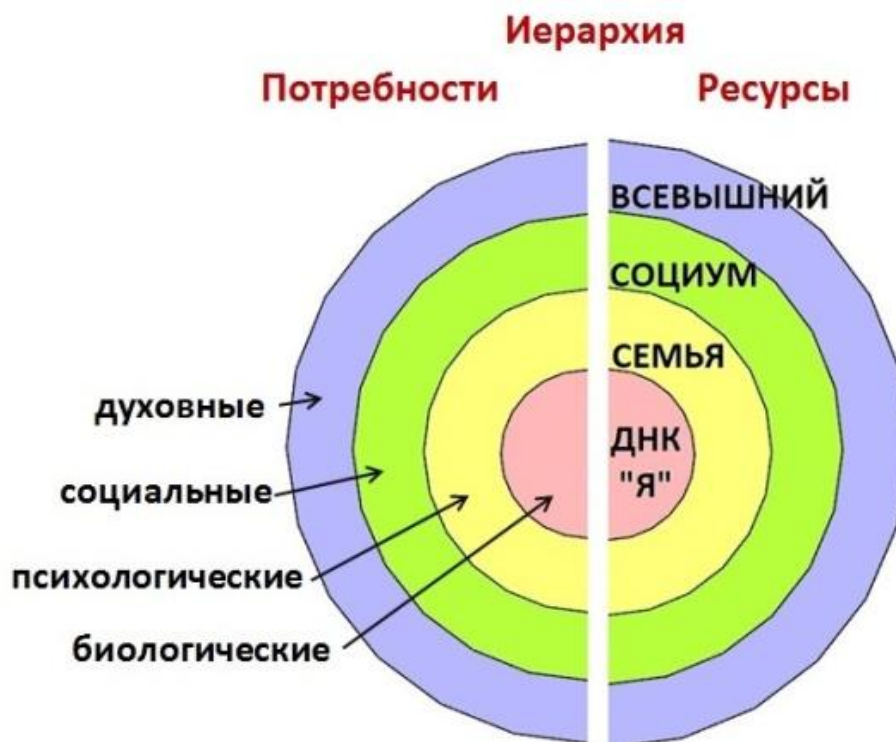 Иерархия
Потребности
Ресурсы
ВСЕВЫШНИЙ
СОЦИУМ
СЕМЬЯ
ДНК
"Я"
духовные
социальные
психологические
биологические